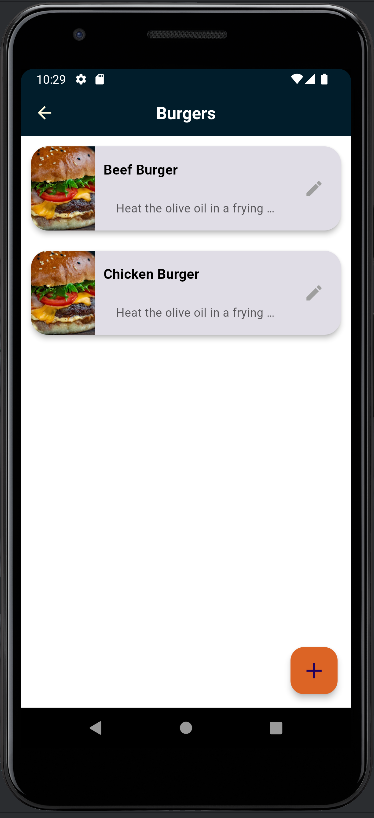 10:29
Burgers
Beef Burger
Heat the olive oil in a frying ...
Chicken Burger
Heat the olive oil in a frying ...